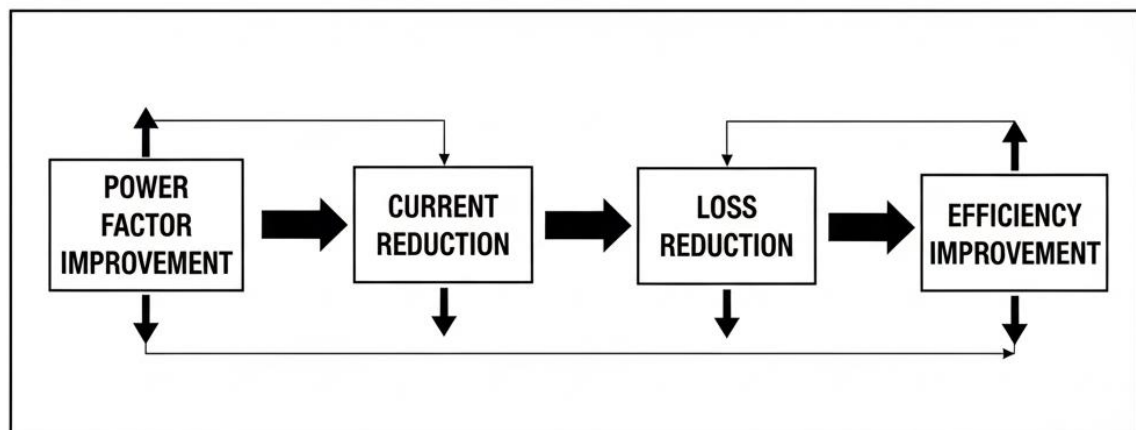 POWER
FACTOR
IMPROVEMENT
CURRENT
REDUCTION
LOSS
REDUCTION
EFFICIENCY
IMPROVEMENT